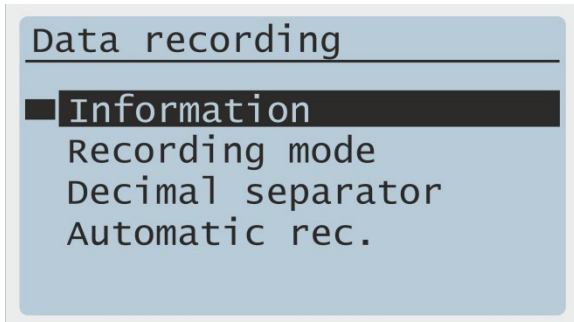 Data recording
Information
Recording mode
Decimal separator
Automatic rec.